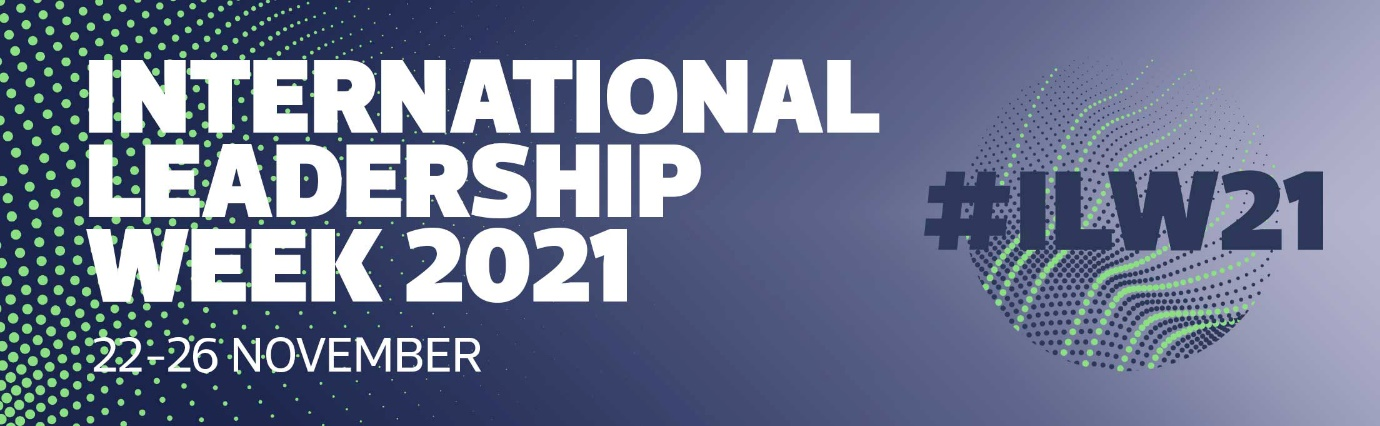 INTERNATIONAL
LEADERSHIP
WEEK 2021
22-26 NOVEMBER
#ILW21